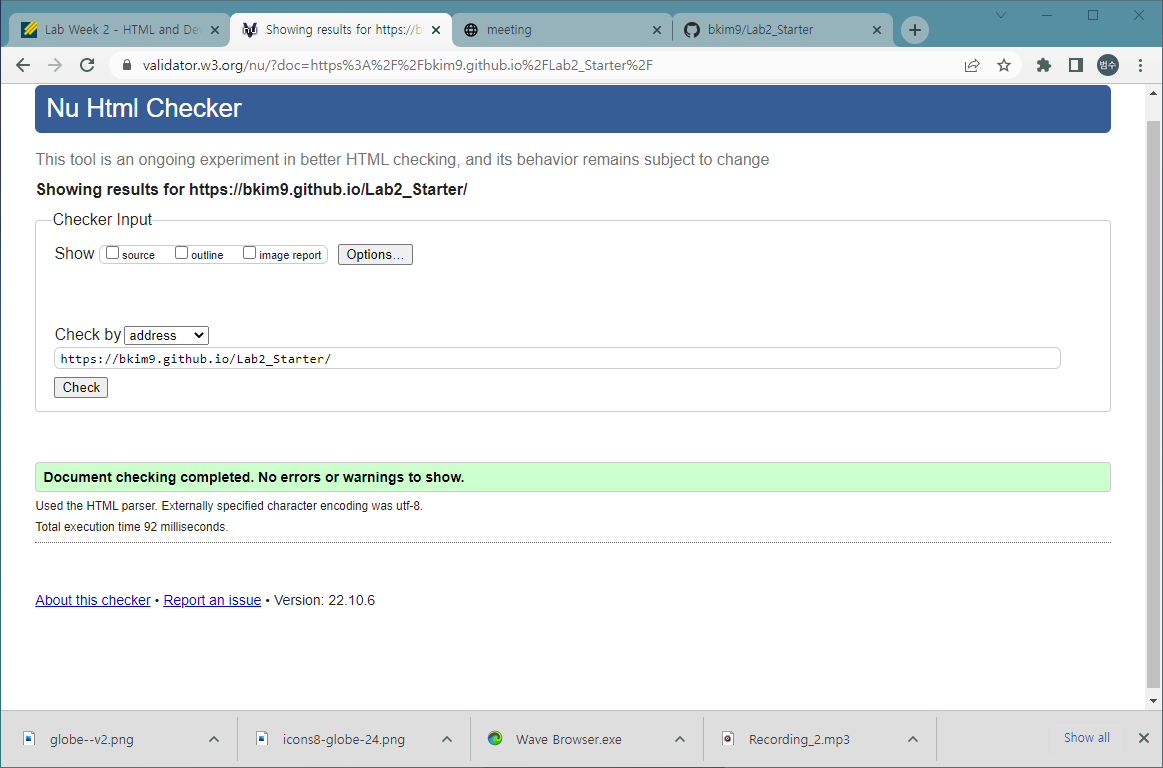 Lab Week 2 - HTML and De
Showing results for https://b
meeting
bkim9/Lab2_Starter
validator.w3.org/nu/?doc=https%3A%2F%2Fbkim9.github.io%2FLab2_Starter%2F
범수
Nu Html Checker
This tool is an ongoing experiment in better HTML checking, and its behavior remains subject to change
Showing results for https://bkim9.github.io/Lab2_Starter/
Checker Input
Show source outline image report Options...
Check by address
https://bkim9.github.io/Lab2_Starter/
Check
Document checking completed. No errors or warnings to show.
Used the HTML parser. Externally specified character encoding was utf-8.
Total execution time 92 milliseconds.
About this checker • Report an issue • Version: 22.10.6
globe--v2.png
icons8-globe-24.png
Wave Browser.exe
Recording_2.mp3
Show all